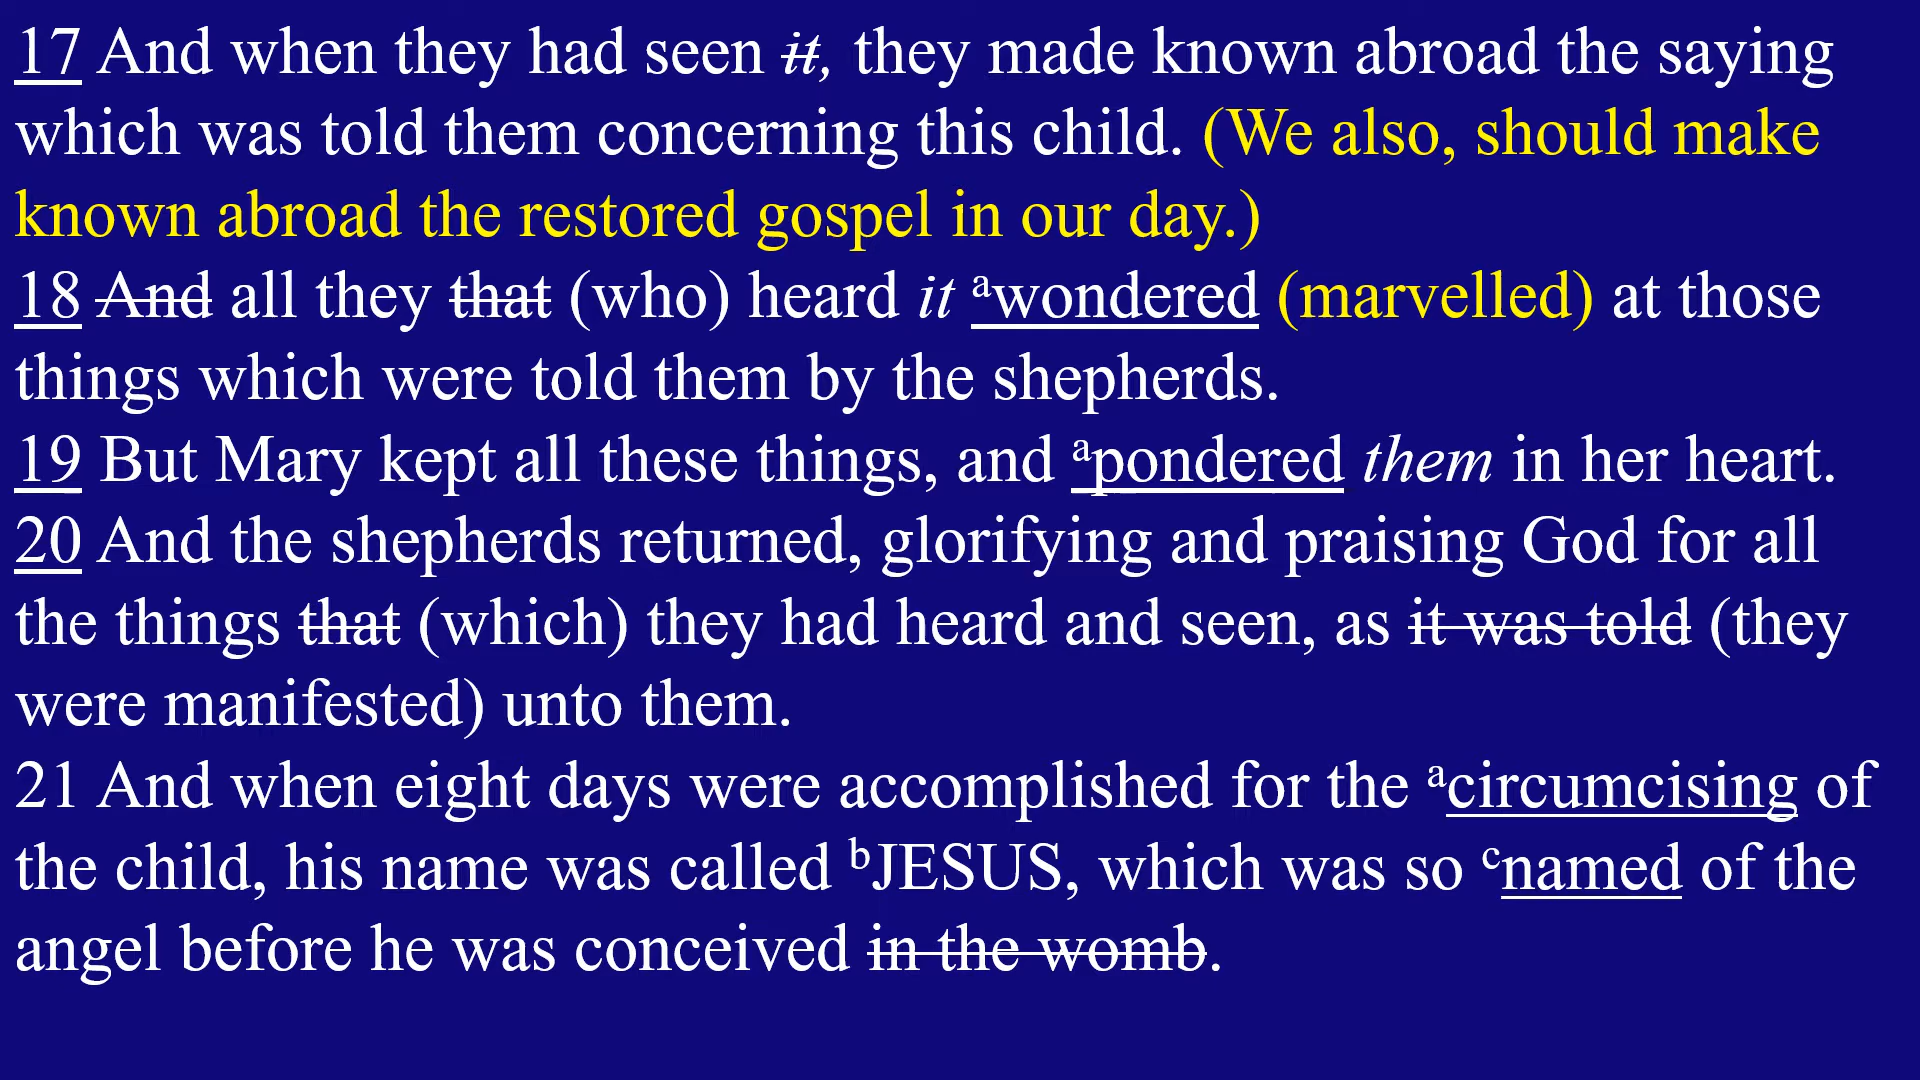 17 And when they had seen it, they made known abroad the saying
which was told them concerning this child. (We also, should make
known abroad the restored gospel in our day.)
18 And all they that (who) heard it ᵃwondered (marvelled) at those
things which were told them by the shepherds.
19 But Mary kept all these things, and ᵃpondered them in her heart.
20 And the shepherds returned, glorifying and praising God for all
the things that (which) they had heard and seen, as it was told (they
were manifested) unto them.
21 And when eight days were accomplished for the ᵃcircumcising of
the child, his name was called ᵇJESUS, which was so ᶜnamed of the
angel before he was conceived in the womb.